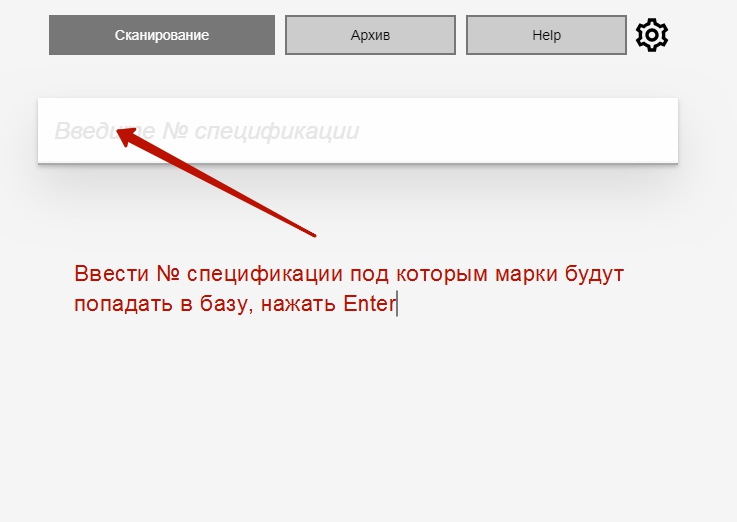 Сканирование
Архив
Help
Введите № спецификации
Ввести № спецификации под которым марки будут
попадать в базу, нажать Enter